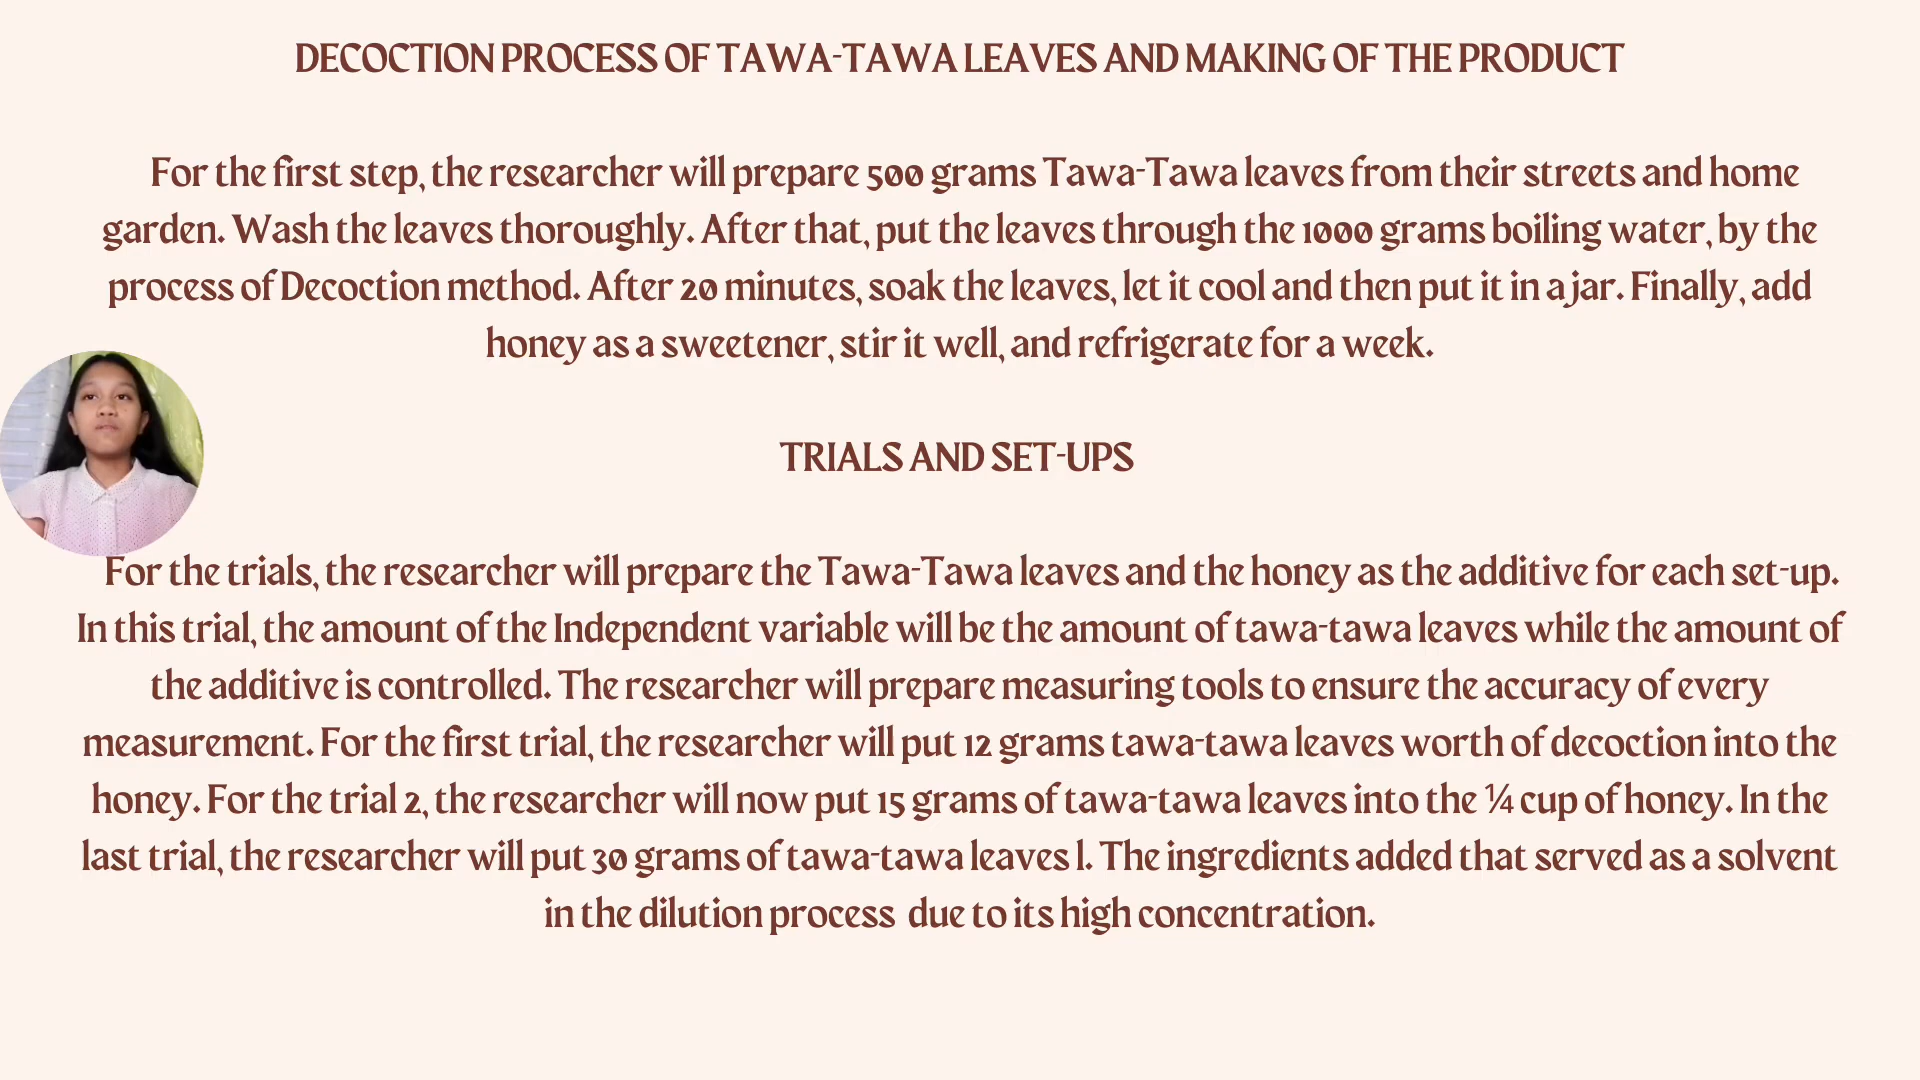 DECOCTION PROCESS OF TAWA-TAWA LEAVES AND MAKING OF THE PRODUCT
For the first step, the researcher will prepare 500 grams Tawa-Tawa leaves from their streets and home
garden. Wash the leaves thoroughly. After that, put the leaves through the 1000 grams boiling water, by the
process of Decoction method. After 20 minutes, soak the leaves, let it cool and then put it in a jar. Finally, add
honey as a sweetener, stir it well, and refrigerate for a week.
TRIALS AND SET-UPS
For the trials, the researcher will prepare the Tawa-Tawa leaves and the honey as the additive for each set-up.
In this trial, the amount of the Independent variable will be the amount of tawa-tawa leaves while the amount of
the additive is controlled. The researcher will prepare measuring tools to ensure the accuracy of every
measurement. For the first trial, the researcher will put 12 grams tawa-tawa leaves worth of decoction into the
honey. For the trial 2, the researcher will now put 15 grams of tawa-tawa leaves into the ¼ cup of honey. In the
last trial, the researcher will put 30 grams of tawa-tawa leaves l. The ingredients added that served as a solvent
in the dilution process  due to its high concentration.